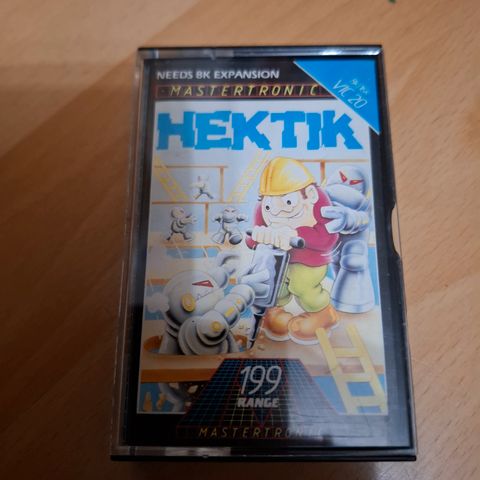 NEEDS 8K EXPANSION
MASTERTRONIC
VIC 20
HEKTIK
199
RANGE
MASTERTRONIC